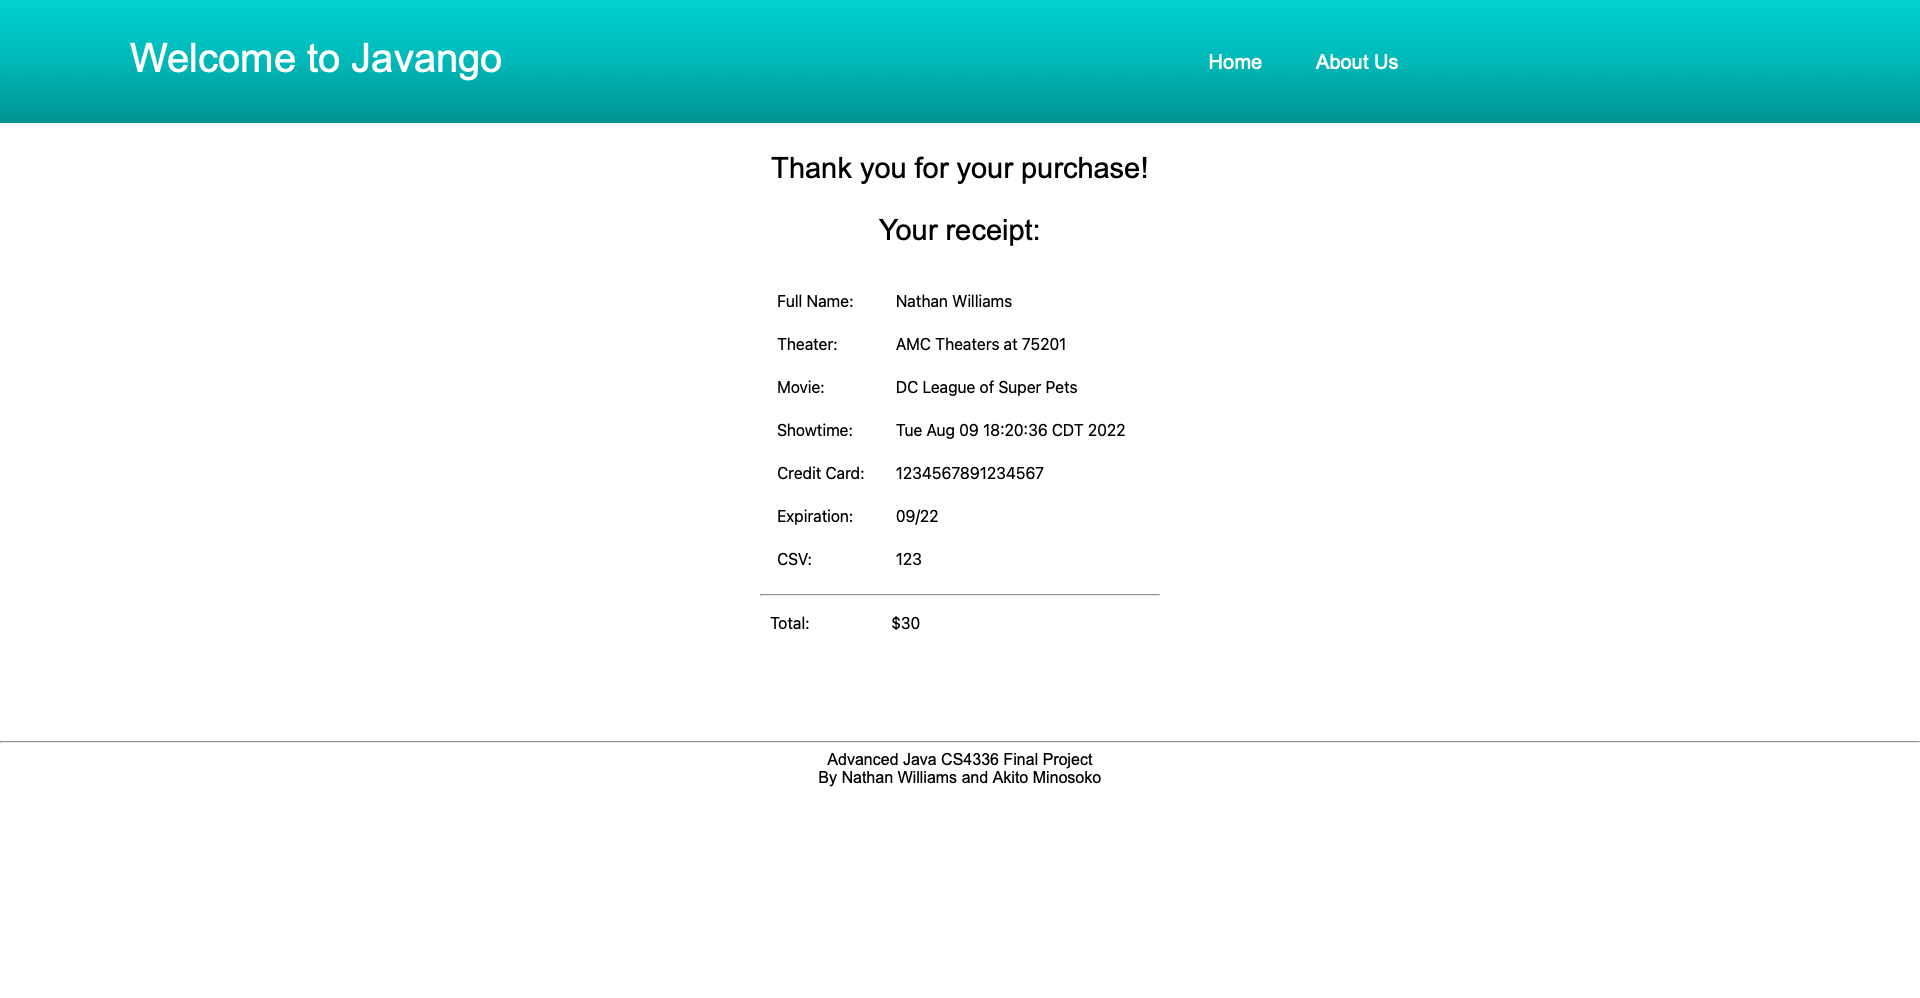 Welcome to Javango
Home About Us
Thank you for your purchase!
Your receipt:
Full Name: Nathan Williams
Theater: AMC Theaters at 75201
Movie: DC League of Super Pets
Showtime: Tue Aug 09 18:20:36 CDT 2022
Credit Card: 1234567891234567
Expiration: 09/22
CSV: 123
Total: $30
Advanced Java CS4336 Final Project
By Nathan Williams and Akito Minosoko